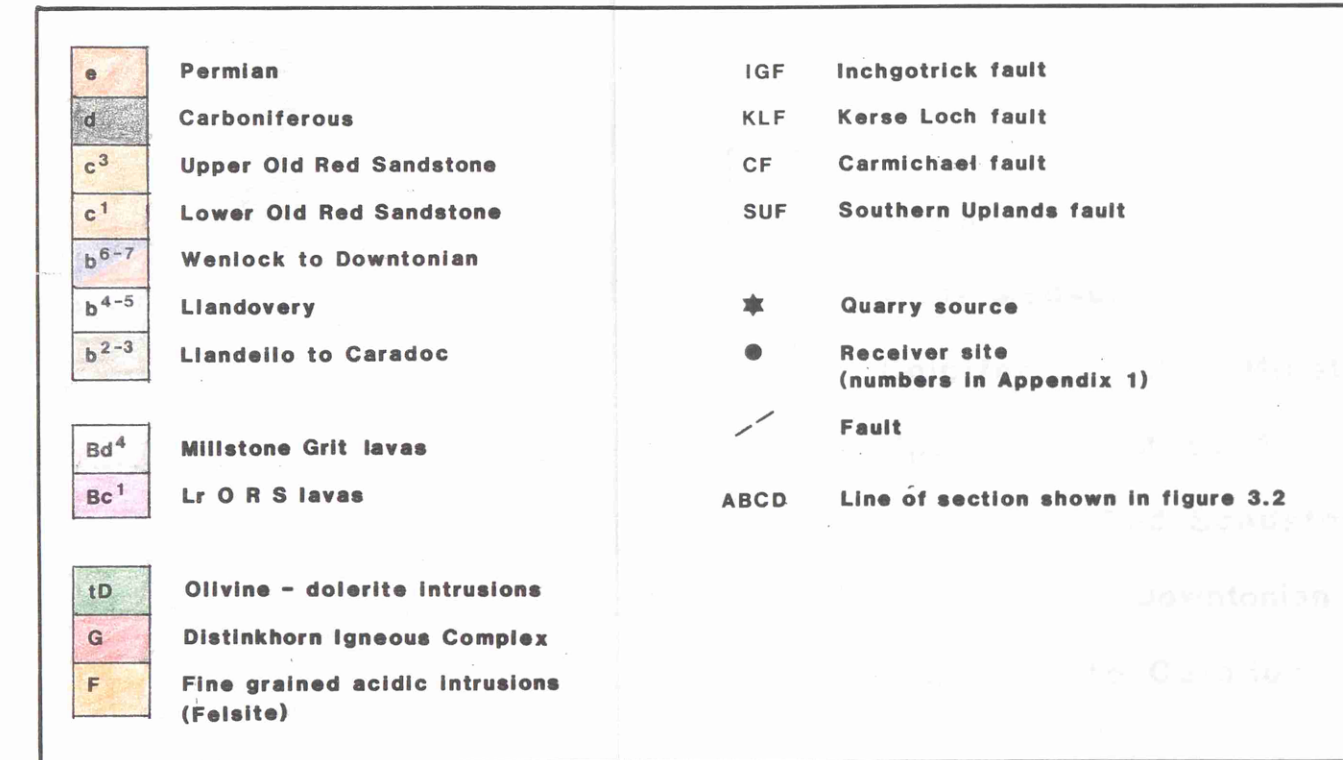 e Permian
d Carboniferous
c³ Upper Old Red Sandstone
c¹ Lower Old Red Sandstone
b⁶⁻⁷ Wenlock to Downtonian
b⁴⁻⁵ Llandovery
b²⁻³ Llandeilo to Caradoc
Bd⁴ Millstone Grit lavas
Bc¹ Lr O R S lavas
tD Olivine - dolerite intrusions
G Distinkhorn Igneous Complex
F Fine grained acidic intrusions
(Felsite)
IGF Inchgotrick fault
KLF Kerse Loch fault
CF Carmichael fault
SUF Southern Uplands fault
Quarry source
Receiver site
(numbers in Appendix 1)
Fault
ABCD Line of section shown in figure 3.2